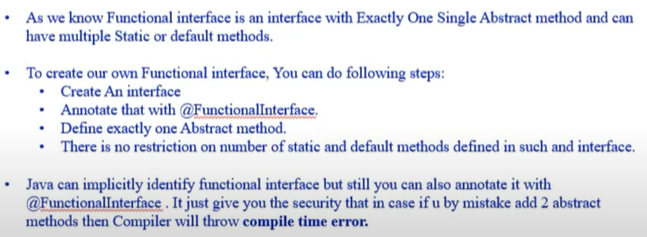 • As we know Functional interface is an interface with Exactly One Single Abstract method and can
have multiple Static or default methods.
• To create our own Functional interface, You can do following steps:
• Create An interface
• Annotate that with @FunctionalInterface.
• Define exactly one Abstract method.
• There is no restriction on number of static and default methods defined in such and interface.
• Java can implicitly identify functional interface but still you can also annotate it with
@FunctionalInterface . It just give you the security that in case if u by mistake add 2 abstract
methods then Compiler will throw compile time error.